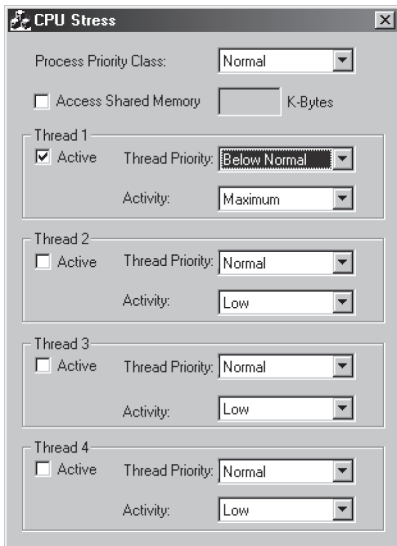 CPU Stress
Process Priority Class: Normal
Access Shared Memory K-Bytes
Thread 1
Active Thread Priority: Below Normal
Activity: Maximum
Thread 2
Active Thread Priority: Normal
Activity: Low
Thread 3
Active Thread Priority: Normal
Activity: Low
Thread 4
Active Thread Priority: Normal
Activity: Low